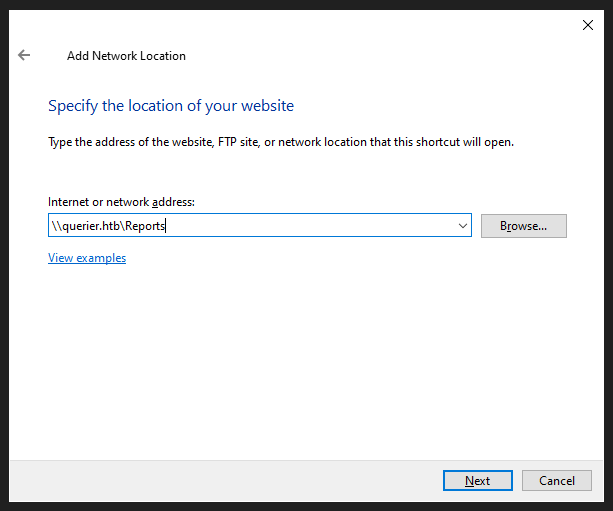 Add Network Location
Specify the location of your website
Type the address of the website, FTP site, or network location that this shortcut will open.
Internet or network address:
\\querier.htb\Reports
Browse...
View examples
Next
Cancel